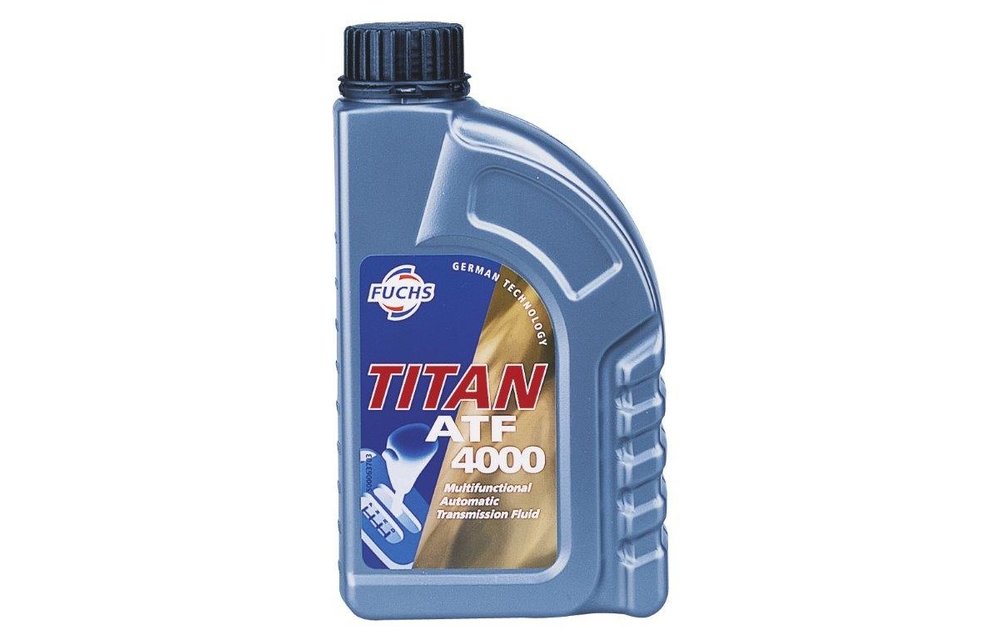 FUCHS
GERMAN TECHNOLOGY
TITAN
ATF
4000
Multifunctional
Automatic
Transmission Fluid